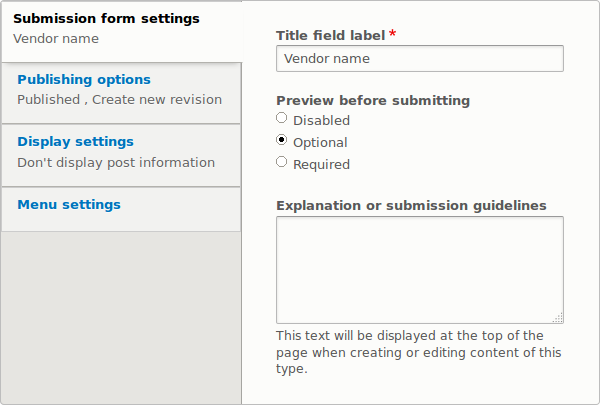 Submission form settings
Vendor name
Publishing options
Published , Create new revision
Display settings
Don't display post information
Menu settings
Title field label *
Vendor name
Preview before submitting
Disabled
Optional
Required
Explanation or submission guidelines
This text will be displayed at the top of the
page when creating or editing content of this
type.